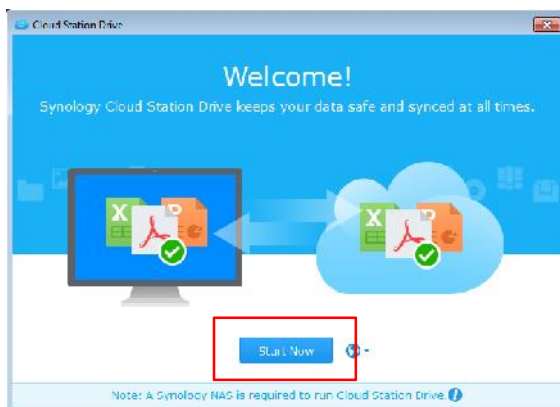 Cloud Station Drive
Welcome!
Synology Cloud Station Drive keeps your data safe and synced at all times.
X
P
X
P
Start Now
Note: A Synology NAS is required to run Cloud Station Drive